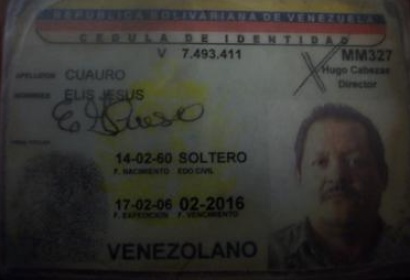 REPUBLICA BOLIVARIANA DE VENEZUELA
CEDULA DE IDENTIDAD
V 7.493.411
MM327
Hugo Cabezas
Director
APELLIDOS CUAURO
NOMBRES ELIS JESUS
14-02-60 SOLTERO
F. NACIMIENTO EDO CIVIL
17-02-06 02-2016
F. EXPEDICION F. VENCIMIENTO
VENEZOLANO